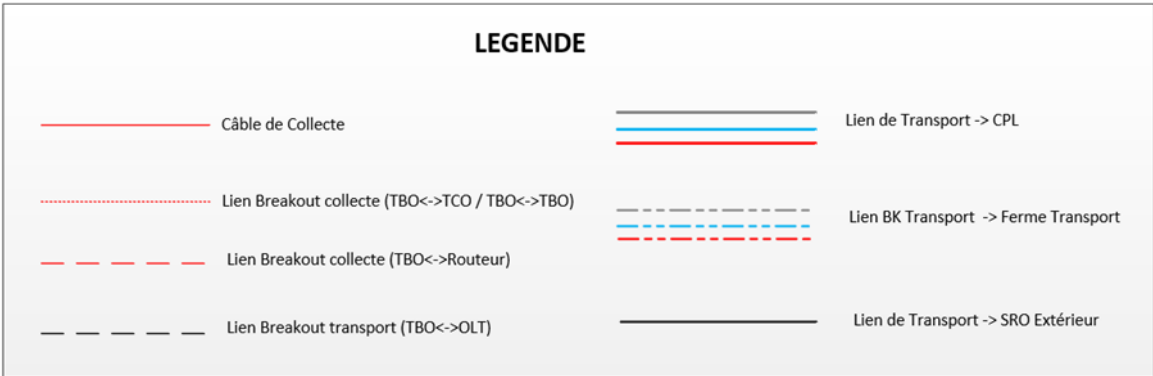 LEGENDE
Câble de Collecte
Lien Breakout collecte (TBO<->TCO / TBO<->TBO)
Lien Breakout collecte (TBO<->Routeur)
Lien Breakout transport (TBO<->OLT)
Lien de Transport -> CPL
Lien BK Transport  -> Ferme Transport
Lien de Transport -> SRO Extérieur